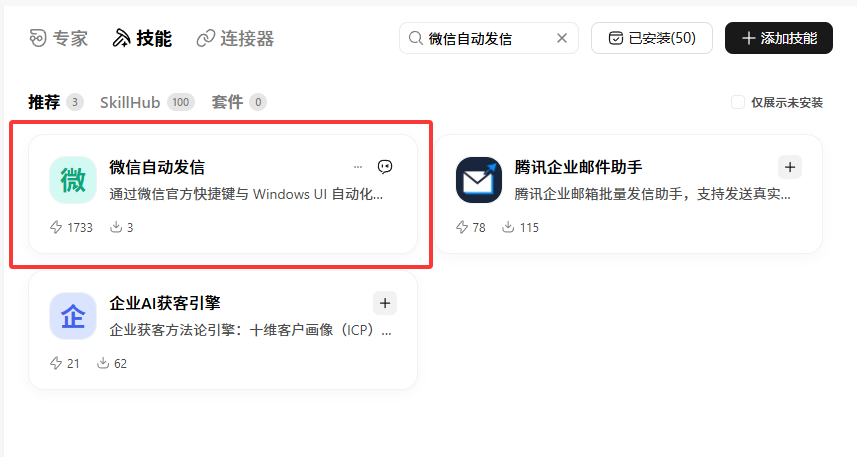 专家 技能 连接器 微信自动发信 已安装(50) 添加技能
推荐 3 SkillHub 100 套件 0 仅展示未安装
微 微信自动发信
通过微信官方快捷键与 Windows UI 自动化...
1733 3
腾讯企业邮件助手
腾讯企业邮箱批量发信助手，支持发送真实...
78 115
企 企业AI获客引擎
企业获客方法论引擎：十维客户画像（ICP）...
21 62